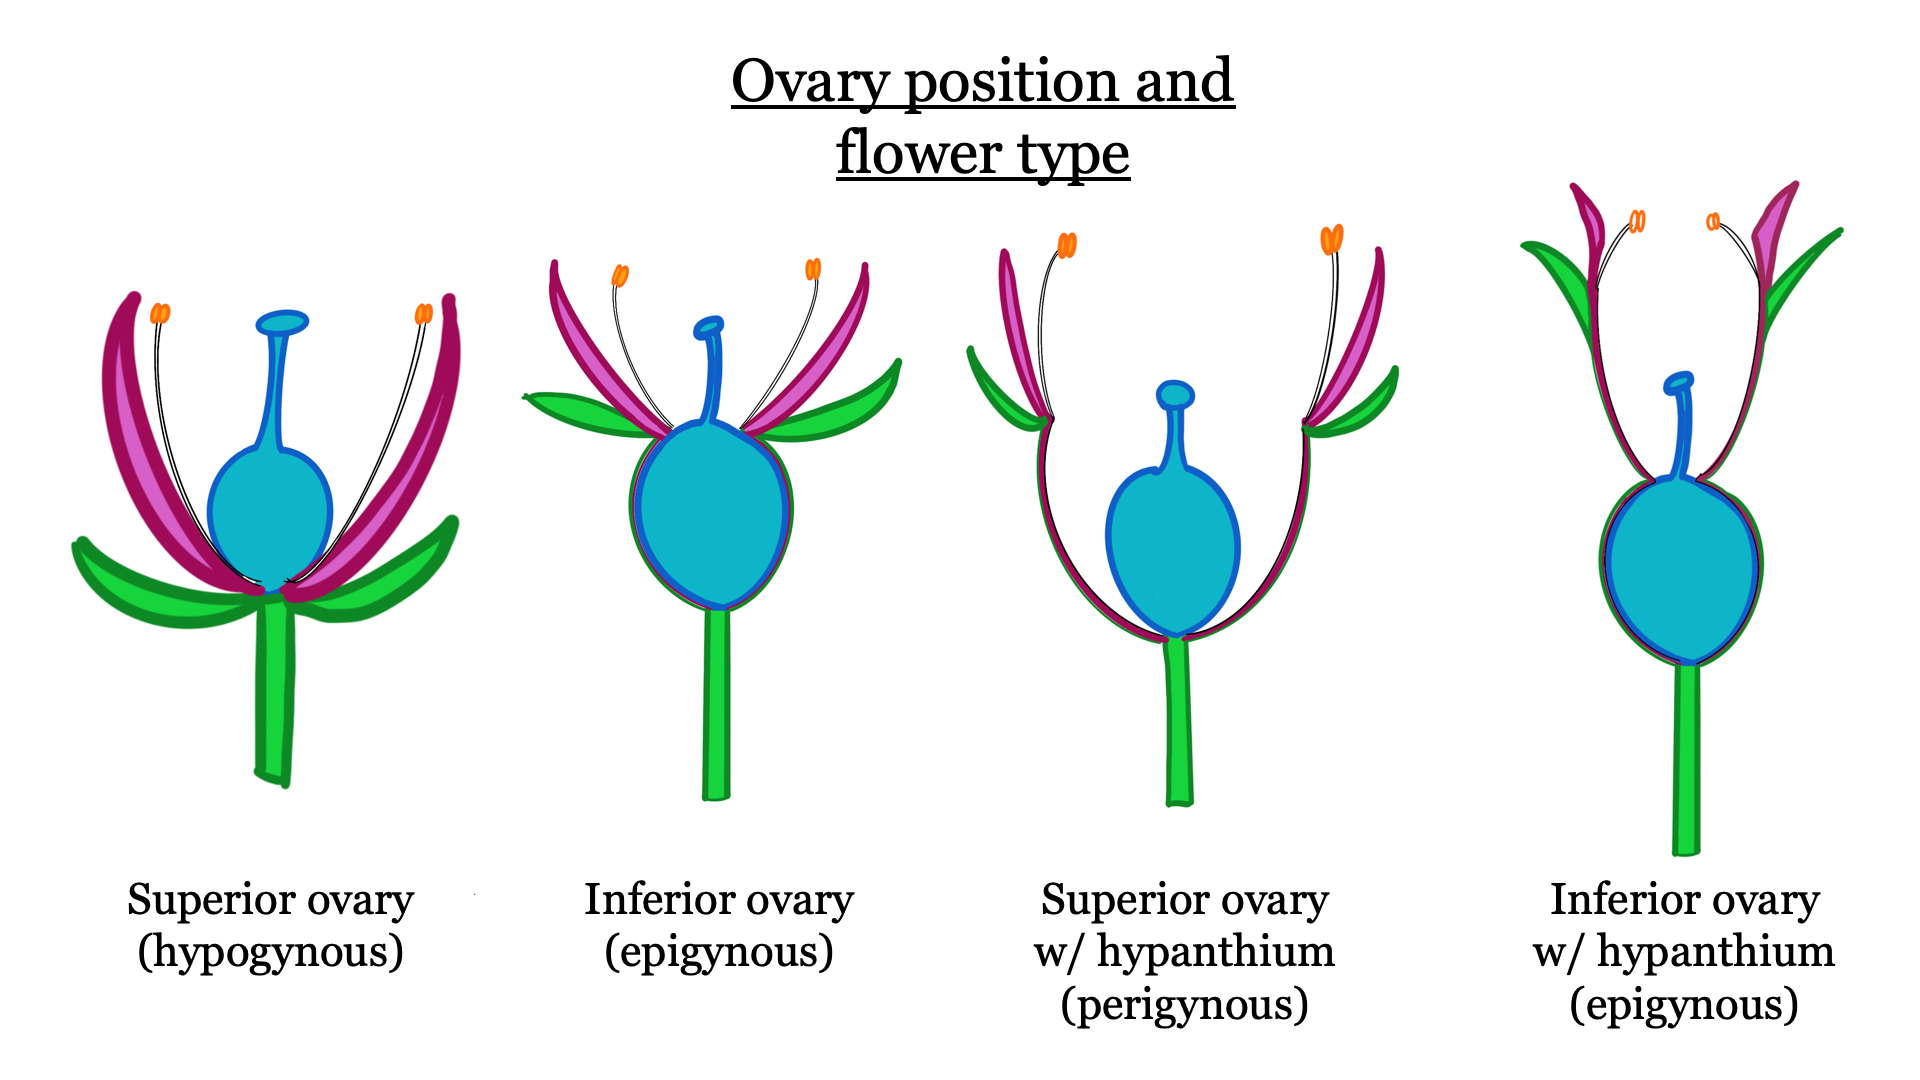 Ovary position and
flower type
Superior ovary
(hypogynous)
Inferior ovary
(epigynous)
Superior ovary
w/ hypanthium
(perigynous)
Inferior ovary
w/ hypanthium
(epigynous)